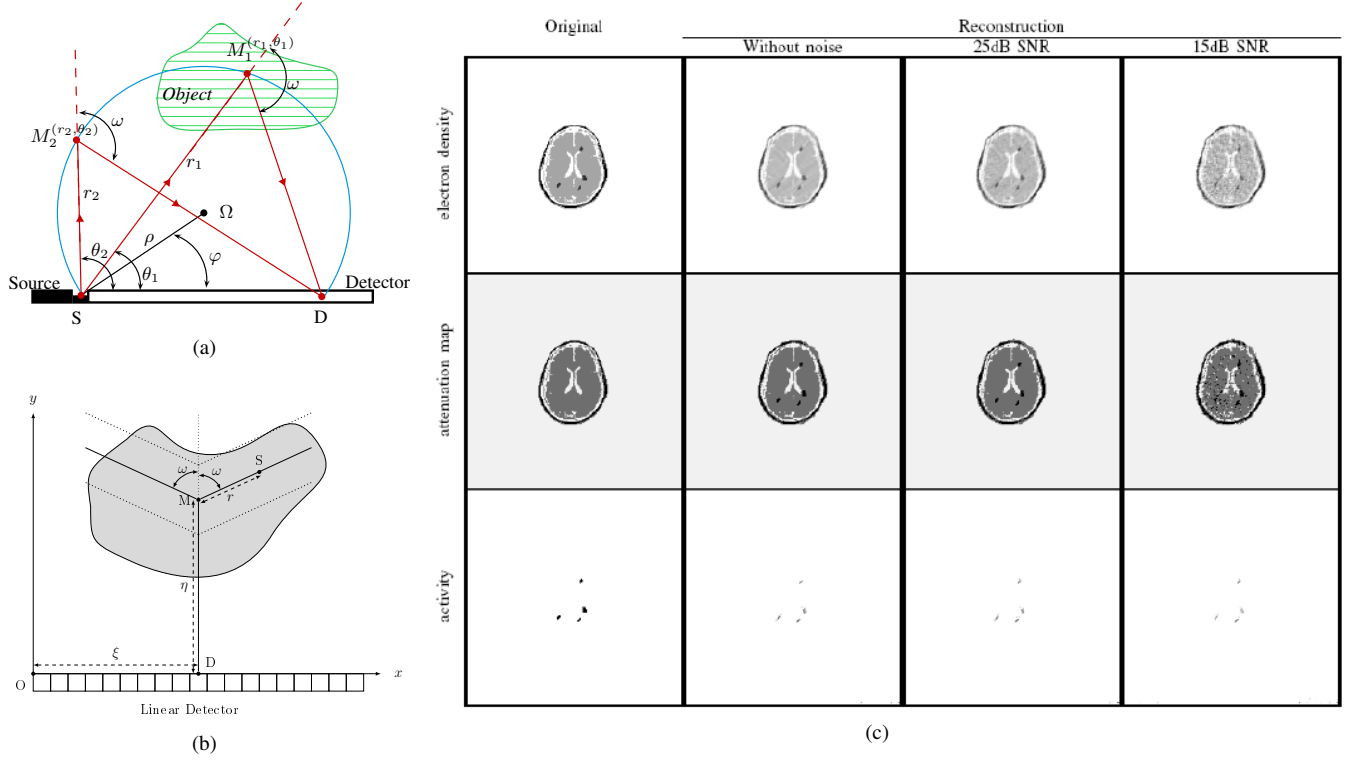 M₁^(r₁,θ₁)
Object
ω
ω
M₂^(r₂,θ₂)
r₁
r₂
Ω
ρ
θ₂
φ
θ₁
Source
Detector
S
D
(a)
y
S
ω
ω
M
r
η
ξ
D
O
x
Linear Detector
(b)
Original
Reconstruction
Without noise
25dB SNR
15dB SNR
electron density
attenuation map
activity
(c)